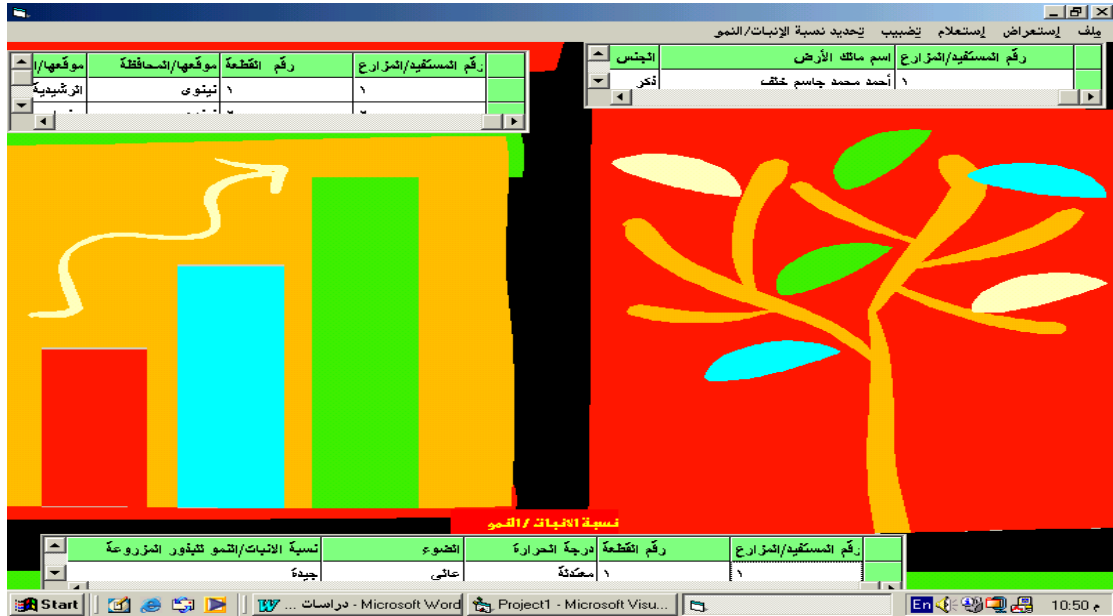 ملف إستعراض إستعلام تضبيب تحديد نسبة الإنبات/النمو
رقم المستفيد/المزارع اسم مالك الأرض الجنس
١ أحمد محمد جاسم خلف ذكر
رقم المستفيد/المزارع رقم القطعة موقعها/المحافظة موقعها/ا
١ ١ نينوى الرشيدية
نسبة الانبات / النمو
رقم المستفيد/المزارع رقم القطعة درجة الحرارة الضوء نسبة الانبات/النمو للبذور المزروعة
١ ١ معتدلة عالي جيدة
Start دراسات ... - Microsoft Word Project1 - Microsoft Visu... En 10:50 م